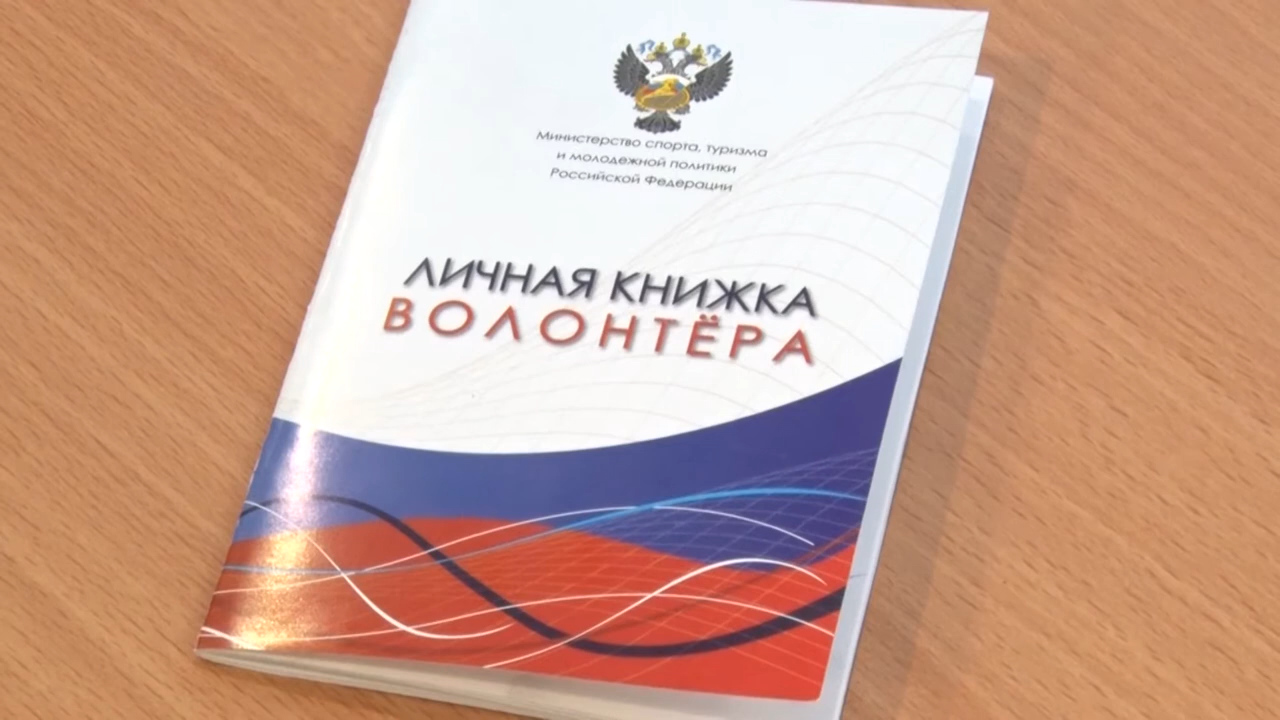 Министерство спорта, туризма
и молодежной политики
Российской Федерации
ЛИЧНАЯ КНИЖКА
ВОЛОНТЁРА